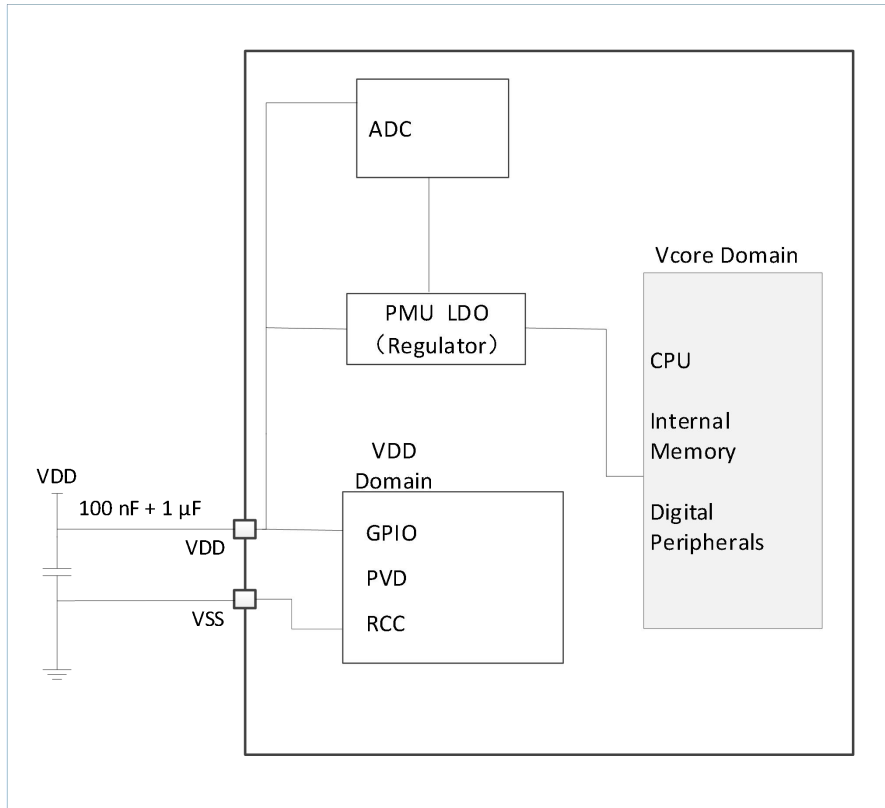 ADC
Vcore Domain
PMU LDO
（Regulator）
CPU
Internal
Memory
Digital
Peripherals
VDD
Domain
GPIO
PVD
RCC
VDD
100 nF + 1 µF
VDD
VSS